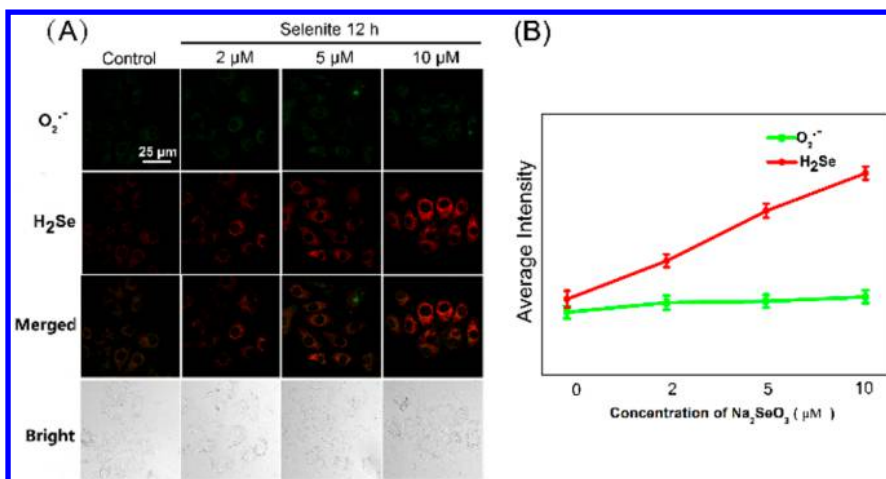 (A)
Selenite 12 h
Control 2 μM 5 μM 10 μM
O₂·⁻
25 μm
H₂Se
Merged
Bright
(B)
O₂·⁻
H₂Se
Average Intensity
0 2 5 10
Concentration of Na₂SeO₃ ( μM )